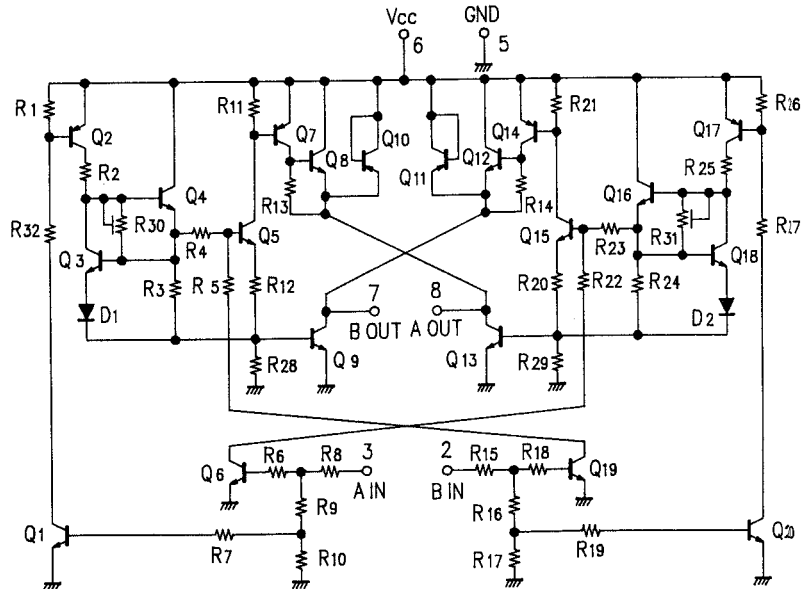 Vcc GND
6 5
R1 Q2 R11 Q7 Q8 Q10 Q11 Q12 Q14 R21 Q17 R26
R2 Q4 R13 R14 Q16 R25
R32 R30 R4 Q5 Q15 R23 R31 R27
Q3 R3 R5 R12 R20 R22 R24 Q18
D1 7 8 D2
B OUT A OUT
R28 Q9 Q13 R29
3 2
Q6 R6 R8 R15 R18 Q19
A IN B IN
R9 R16
Q1 R7 R10 R17 R19 Q20